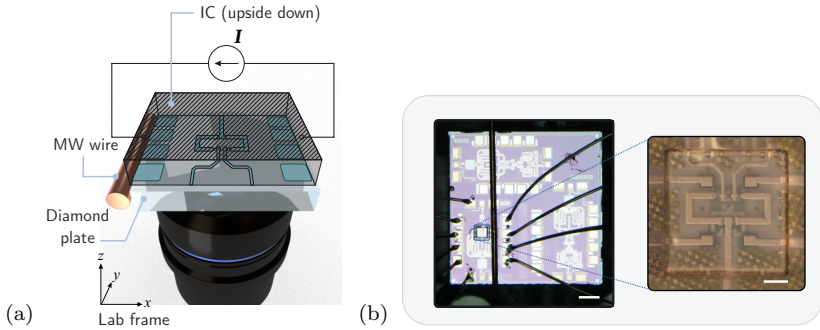 IC (upside down)
I
MW wire
Diamond
plate
z
y
x
Lab frame
(a)
(b)